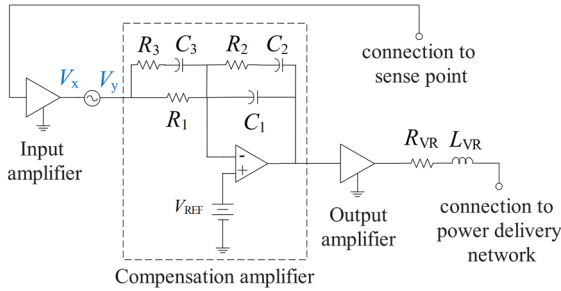 R3 C3 R2 C2
connection to
sense point
Vx Vy
R1 C1
Input
amplifier
-
+
VREF
RVR LVR
Output
amplifier
connection to
power delivery
network
Compensation amplifier